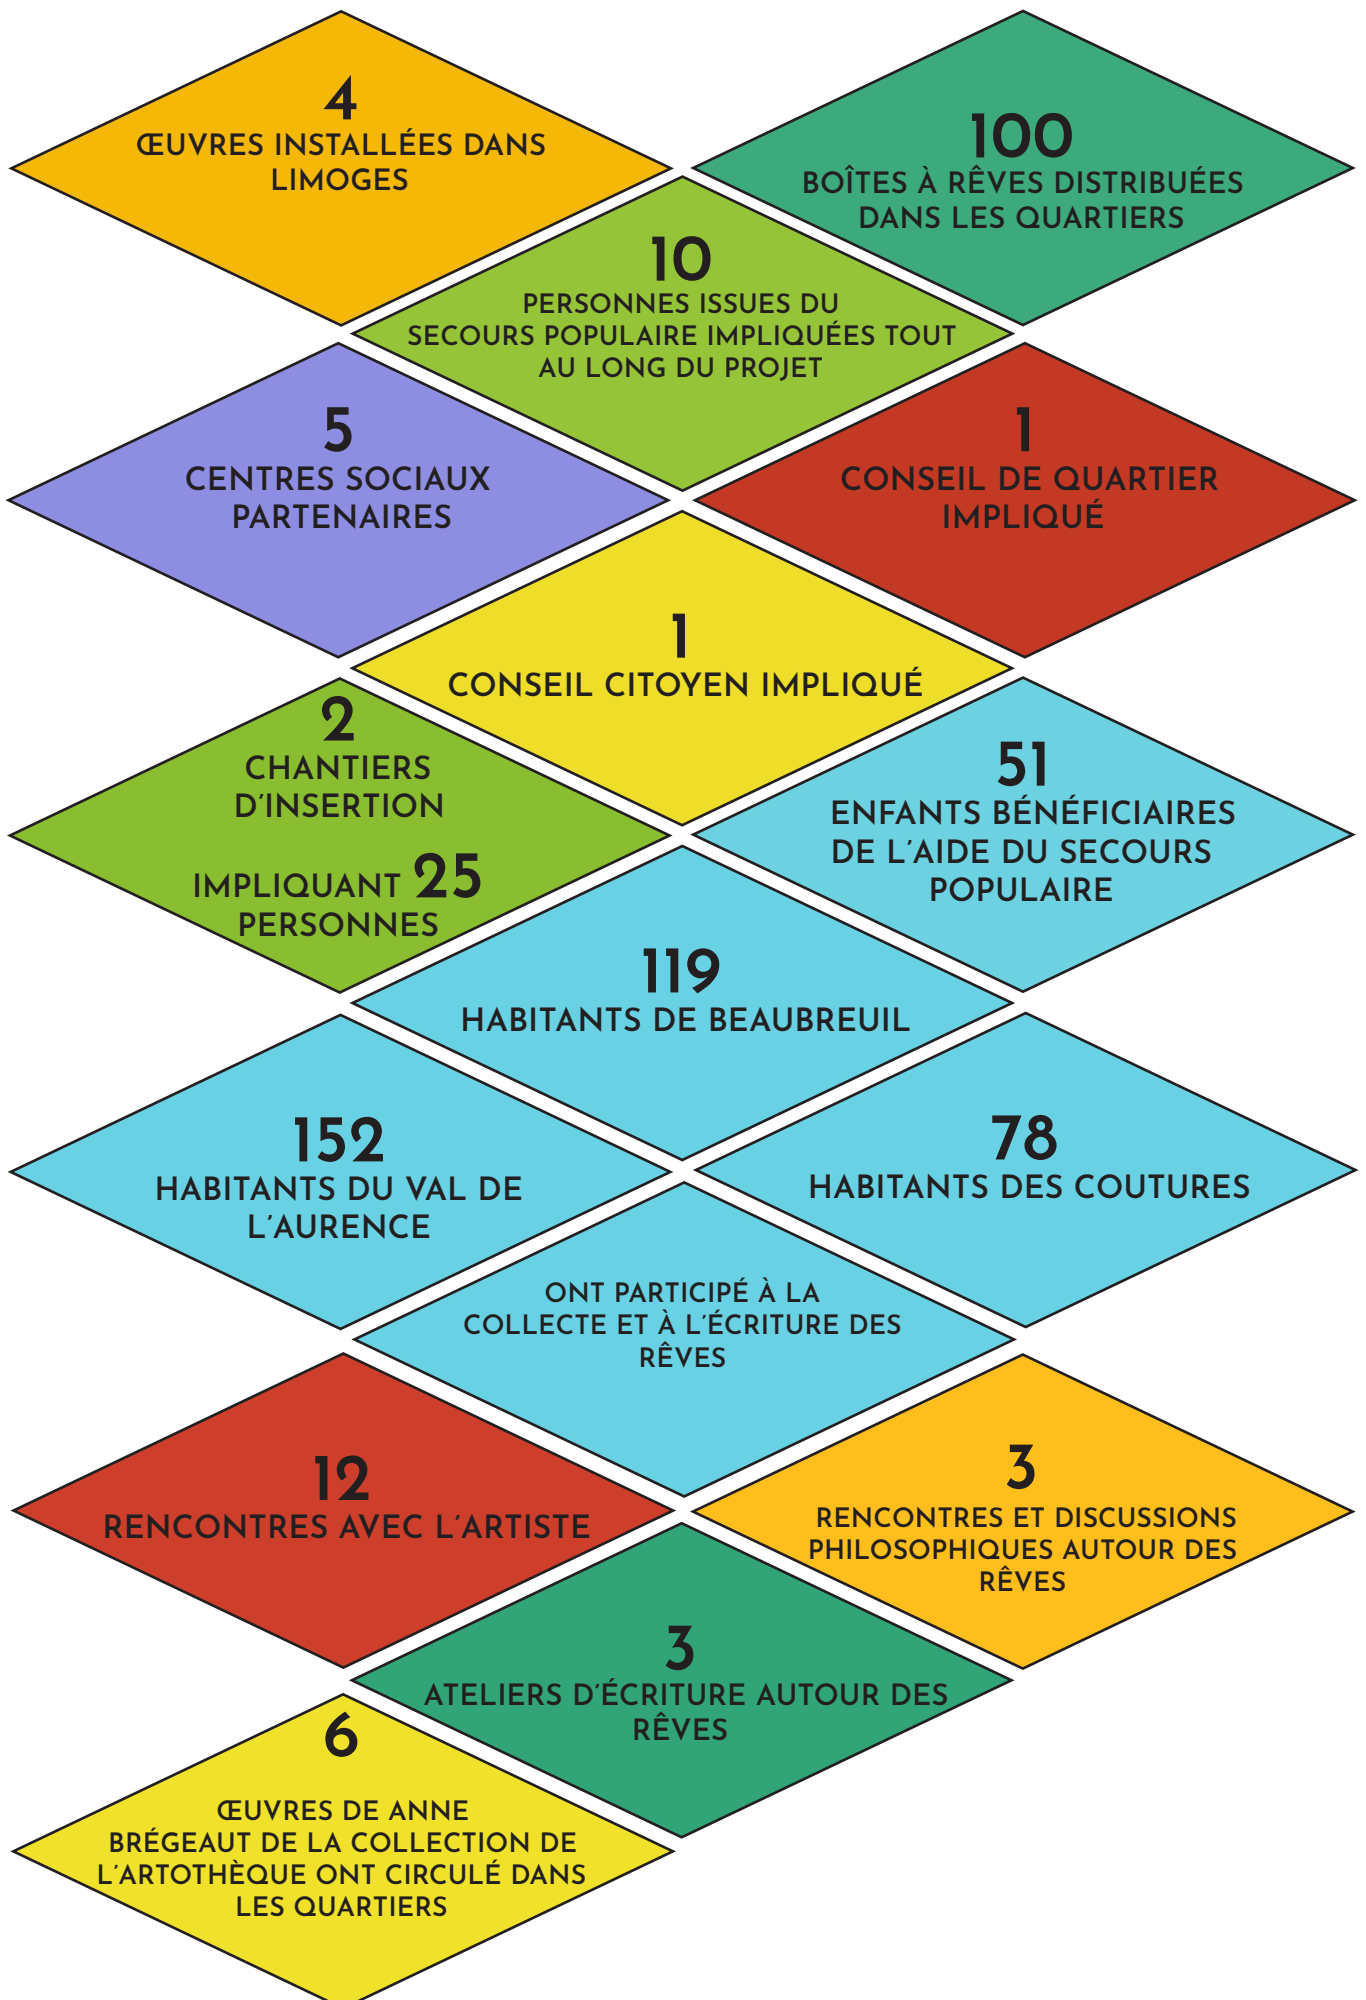 4
ŒUVRES INSTALLÉES DANS
LIMOGES
100
BOÎTES À RÊVES DISTRIBUÉES
DANS LES QUARTIERS
10
PERSONNES ISSUES DU
SECOURS POPULAIRE IMPLIQUÉES TOUT
AU LONG DU PROJET
5
CENTRES SOCIAUX
PARTENAIRES
1
CONSEIL DE QUARTIER
IMPLIQUÉ
1
CONSEIL CITOYEN IMPLIQUÉ
2
CHANTIERS
D'INSERTION
IMPLIQUANT 25
PERSONNES
51
ENFANTS BÉNÉFICIAIRES
DE L'AIDE DU SECOURS
POPULAIRE
119
HABITANTS DE BEAUBREUIL
152
HABITANTS DU VAL DE
L'AURENCE
78
HABITANTS DES COUTURES
ONT PARTICIPÉ À LA
COLLECTE ET À L'ÉCRITURE DES
RÊVES
12
RENCONTRES AVEC L'ARTISTE
3
RENCONTRES ET DISCUSSIONS
PHILOSOPHIQUES AUTOUR DES
RÊVES
3
ATELIERS D'ÉCRITURE AUTOUR DES
RÊVES
6
ŒUVRES DE ANNE
BRÉGEAUT DE LA COLLECTION DE
L'ARTOTHÈQUE ONT CIRCULÉ DANS
LES QUARTIERS